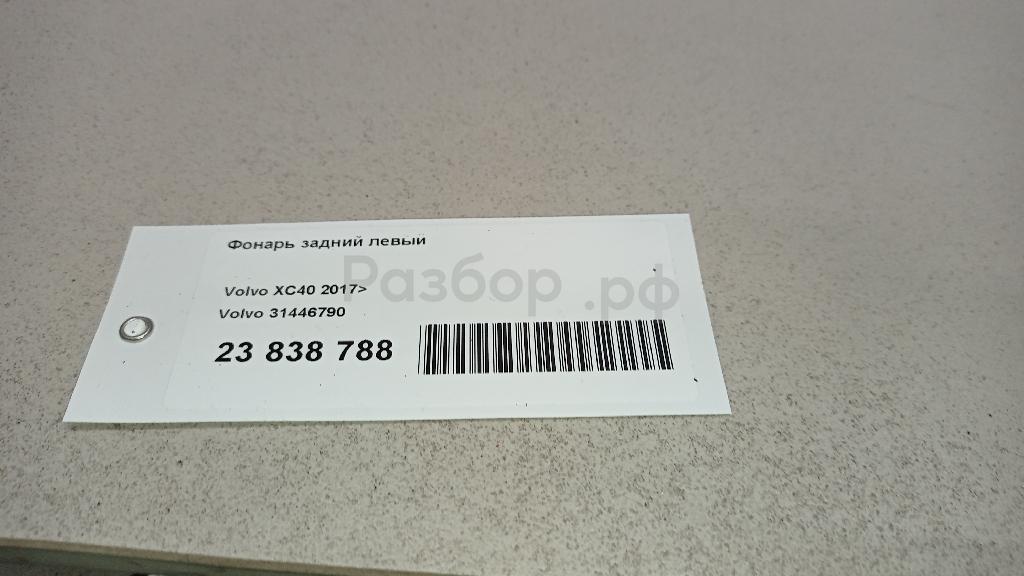 Фонарь задний левый
Разбор.рф
Volvo XC40 2017>
Volvo 31446790
23 838 788